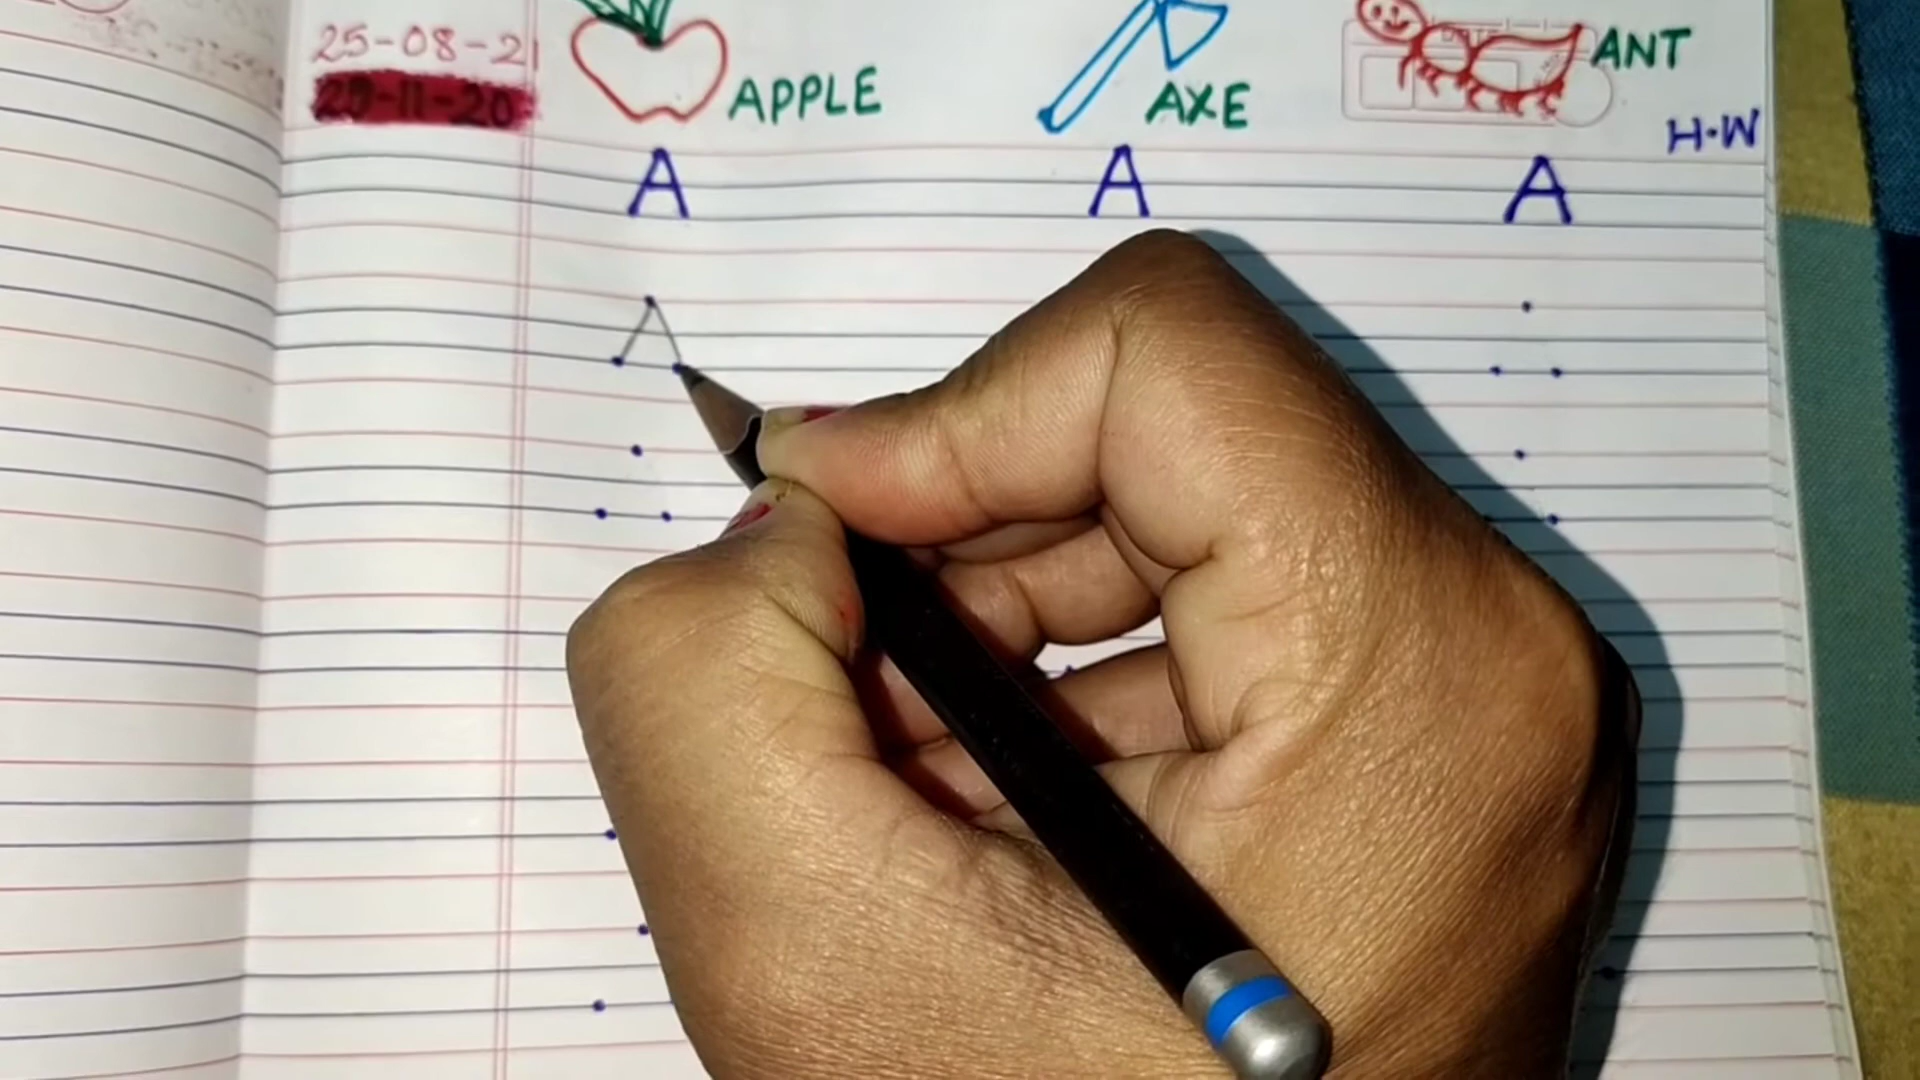 25-08-21
20-11-20
APPLE
AXE
ANT
H.W
A A A